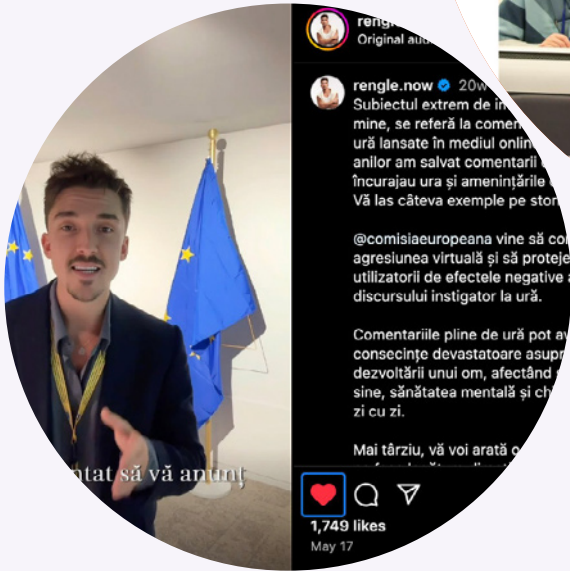 ntat să vă anunț
reng
Original au
rengle.now 20w
Subiectul extrem de in
mine, se referă la comen
ură lansate în mediul online
anilor am salvat comentarii
încurajau ura și amenințările
Vă las câteva exemple pe stor
@comisiaeuropeana vine să co
agresiunea virtuală și să proteje
utilizatorii de efectele negative a
discursului instigator la ură.
Comentariile pline de ură pot av
consecințe devastatoare asupr
dezvoltării unui om, afectând
sine, sănătatea mentală și ch
zi cu zi.
Mai târziu, vă voi arată o
1,749 likes
May 17